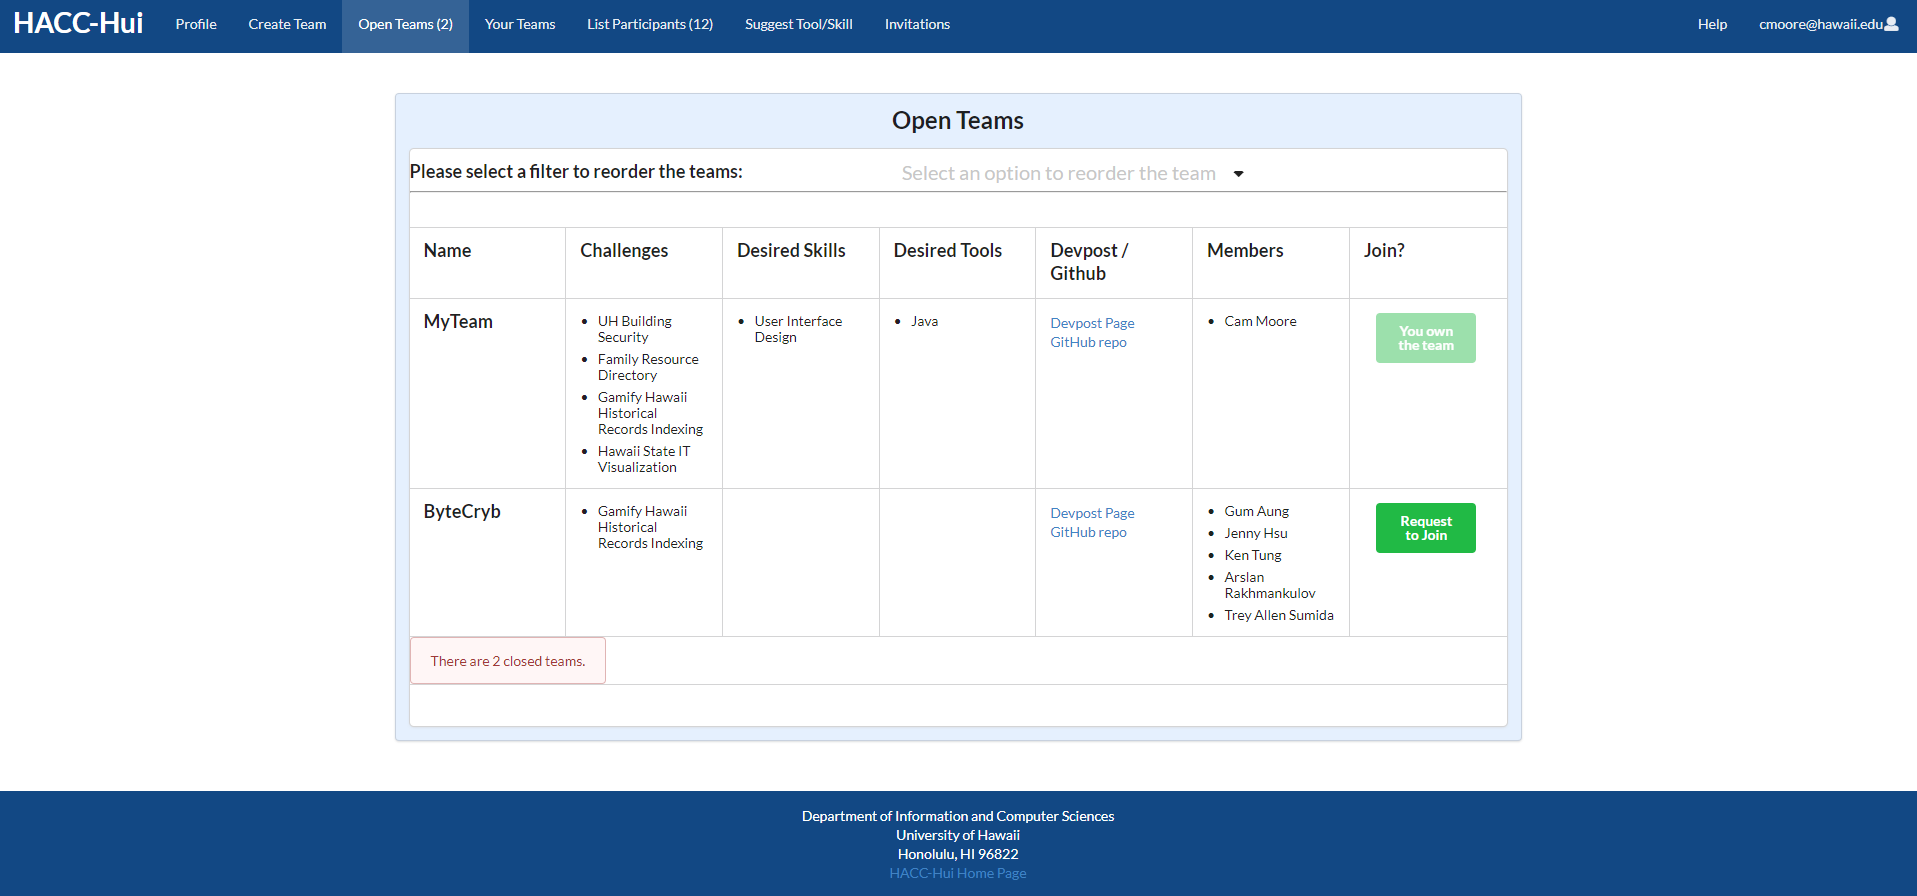 HACC-Hui
Profile
Create Team
Open Teams (2)
Your Teams
List Participants (12)
Suggest Tool/Skill
Invitations
Help
cmoore@hawaii.edu
Open Teams
Please select a filter to reorder the teams:
Select an option to reorder the team
Name
Challenges
Desired Skills
Desired Tools
Devpost /
Github
Members
Join?
MyTeam
UH Building
Security
Family Resource
Directory
Gamify Hawaii
Historical
Records Indexing
Hawaii State IT
Visualization
User Interface
Design
Java
Devpost Page
GitHub repo
Cam Moore
You own
the team
ByteCryb
Gamify Hawaii
Historical
Records Indexing
Devpost Page
GitHub repo
Gum Aung
Jenny Hsu
Ken Tung
Arslan
Rakhmankulov
Trey Allen Sumida
Request
to Join
There are 2 closed teams.
Department of Information and Computer Sciences
University of Hawaii
Honolulu, HI 96822
HACC-Hui Home Page